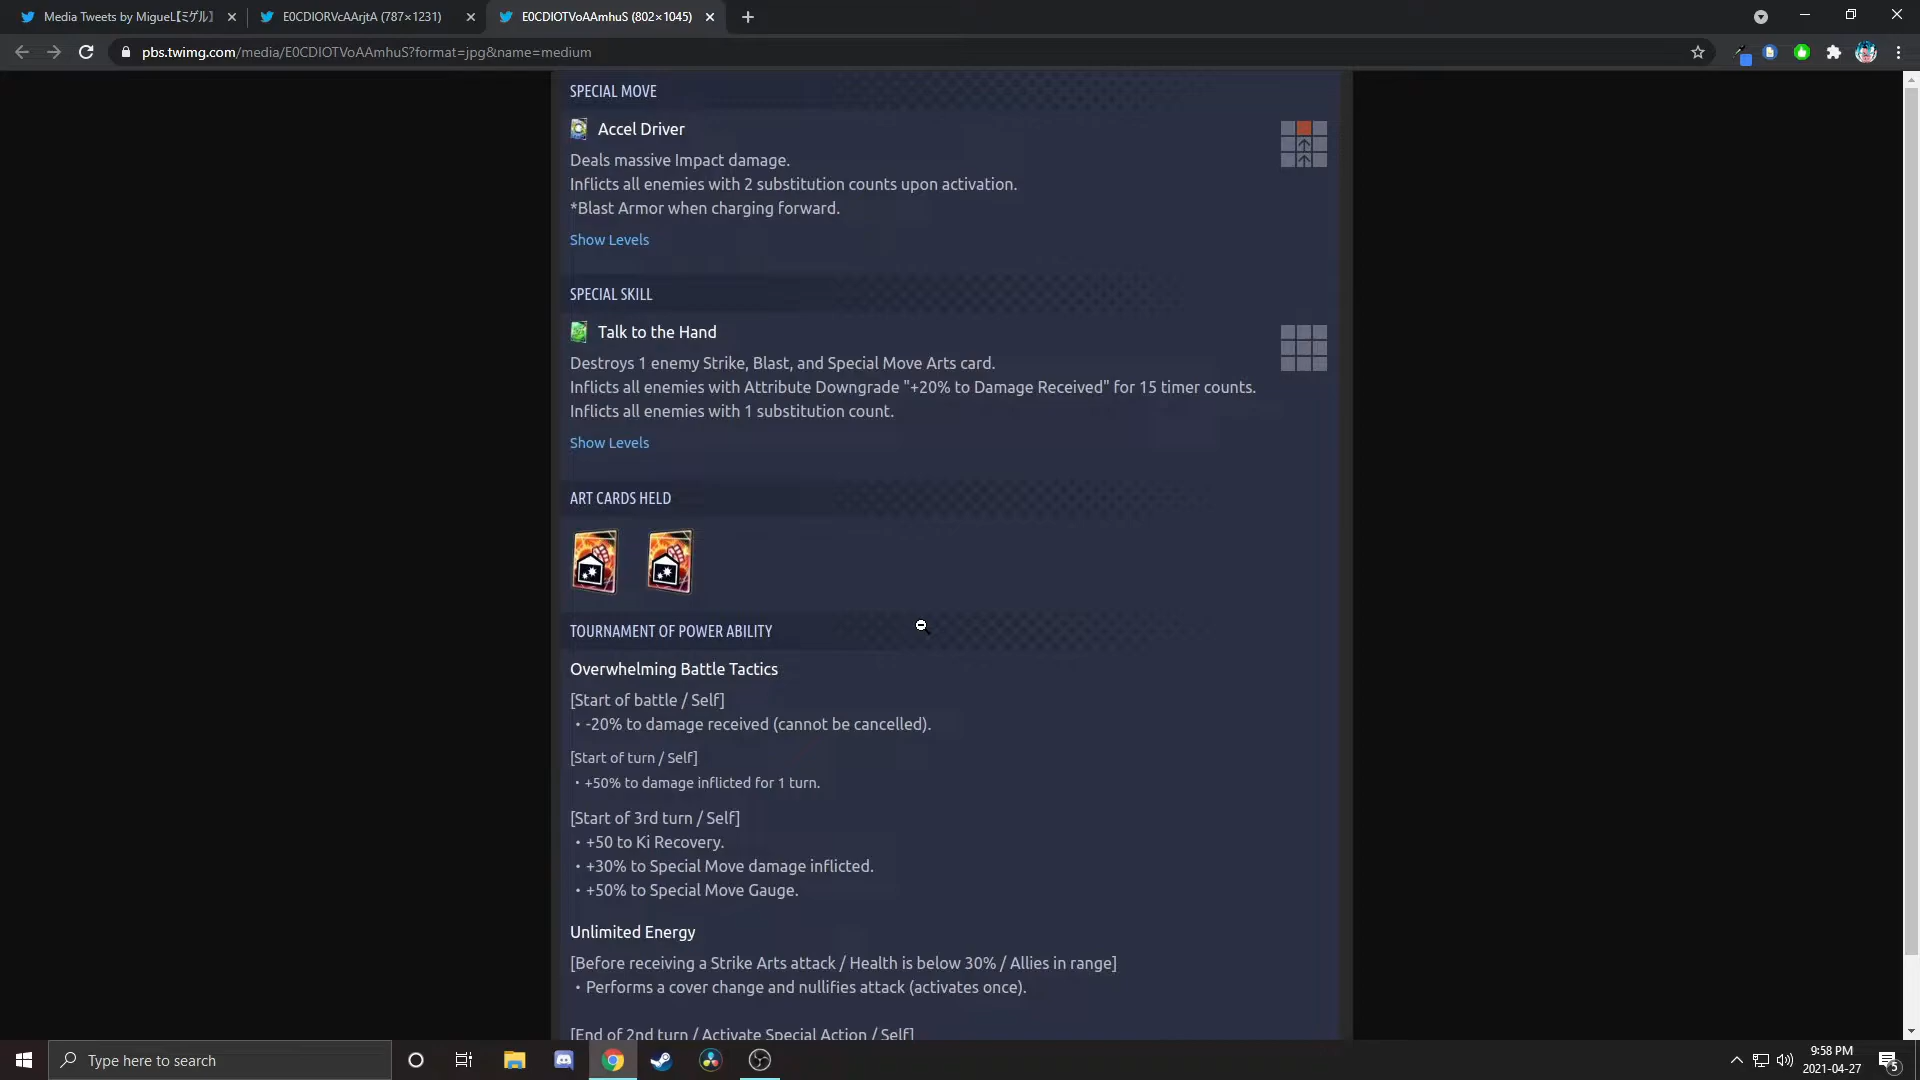 Media Tweets by MigueL【ミゲル】
E0CDIORVcAArjtA (787×1231)
E0CDIOTVoAAmhuS (802×1045)
pbs.twimg.com/media/E0CDIOTVoAAmhuS?format=jpg&name=medium
SPECIAL MOVE
Accel Driver
Deals massive Impact damage.
Inflicts all enemies with 2 substitution counts upon activation.
*Blast Armor when charging forward.
Show Levels
SPECIAL SKILL
Talk to the Hand
Destroys 1 enemy Strike, Blast, and Special Move Arts card.
Inflicts all enemies with Attribute Downgrade "+20% to Damage Received" for 15 timer counts.
Inflicts all enemies with 1 substitution count.
Show Levels
ART CARDS HELD
TOURNAMENT OF POWER ABILITY
Overwhelming Battle Tactics
[Start of battle / Self]
・-20% to damage received (cannot be cancelled).
[Start of turn / Self]
・+50% to damage inflicted for 1 turn.
[Start of 3rd turn / Self]
・+50 to Ki Recovery.
・+30% to Special Move damage inflicted.
・+50% to Special Move Gauge.
Unlimited Energy
[Before receiving a Strike Arts attack / Health is below 30% / Allies in range]
・Performs a cover change and nullifies attack (activates once).
[End of 2nd turn / Activate Special Action / Self]
Type here to search
9:58 PM
2021-04-27
5